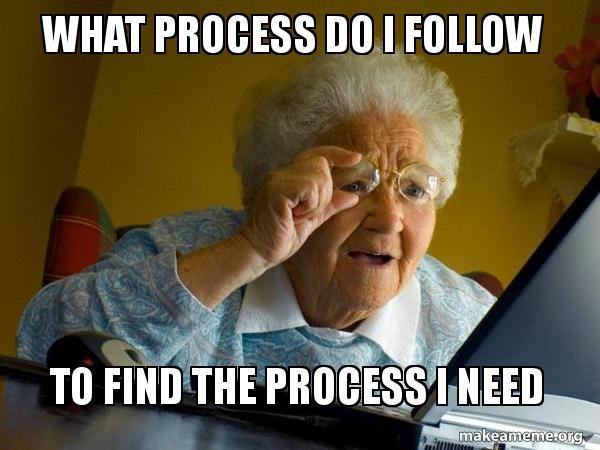 WHAT PROCESS DO I FOLLOW
TO FIND THE PROCESS I NEED
makeameme.org